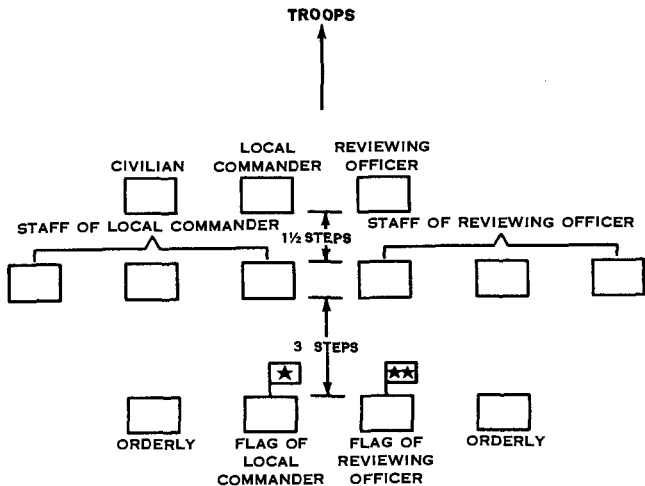 TROOPS
CIVILIAN
LOCAL
COMMANDER
REVIEWING
OFFICER
STAFF OF LOCAL COMMANDER
1½ STEPS
STAFF OF REVIEWING OFFICER
3 STEPS
ORDERLY
FLAG OF
LOCAL
COMMANDER
FLAG OF
REVIEWING
OFFICER
ORDERLY